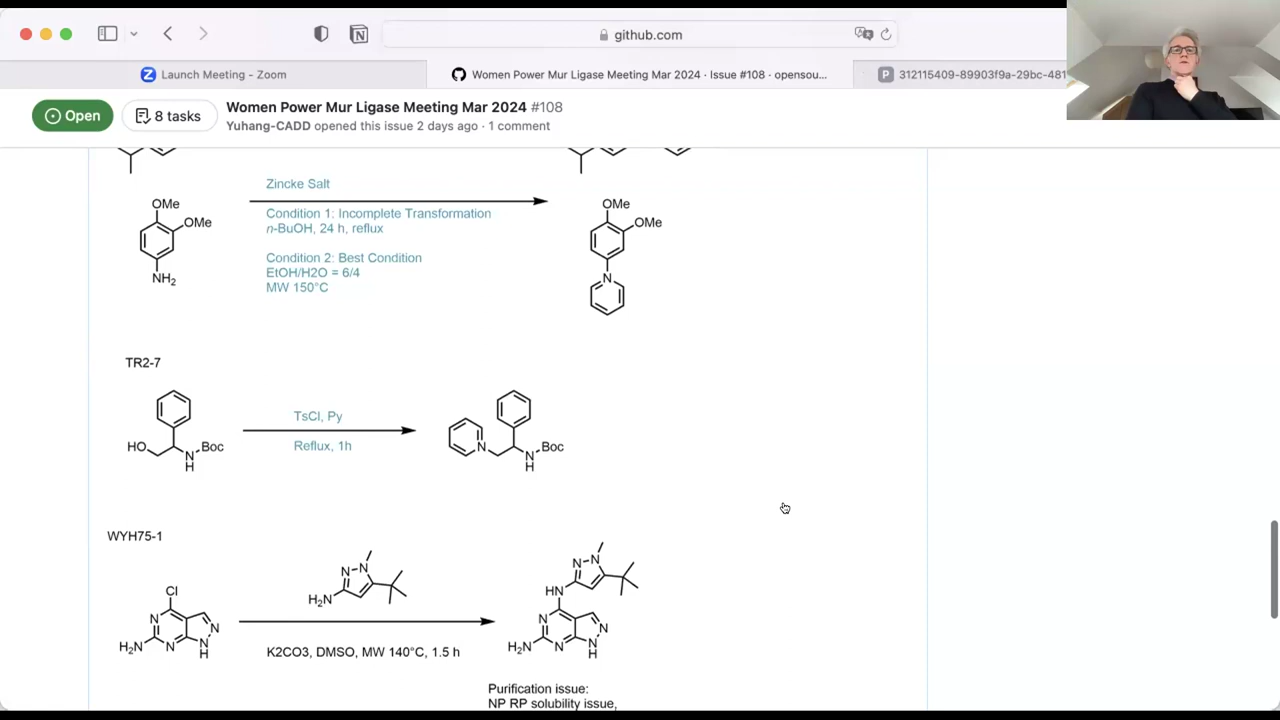 github.com
Launch Meeting - Zoom
Women Power Mur Ligase Meeting Mar 2024 · Issue #108 · opensou...
312115409-89903f9a-29bc-481
Open
8 tasks
Women Power Mur Ligase Meeting Mar 2024 #108
Yuhang-CADD opened this issue 2 days ago · 1 comment
Zincke Salt
Condition 1: Incomplete Transformation
n-BuOH, 24 h, reflux
Condition 2: Best Condition
EtOH/H2O = 6/4
MW 150°C
OMe
OMe
NH2
OMe
OMe
N
TR2-7
HO
N
H
Boc
TsCl, Py
Reflux, 1h
N
N
H
Boc
WYH75-1
Cl
N
N
H2N
N
N
H
N
N
H2N
K2CO3, DMSO, MW 140°C, 1.5 h
N
N
HN
N
N
H2N
N
N
H
Purification issue:
NP RP solubility issue,